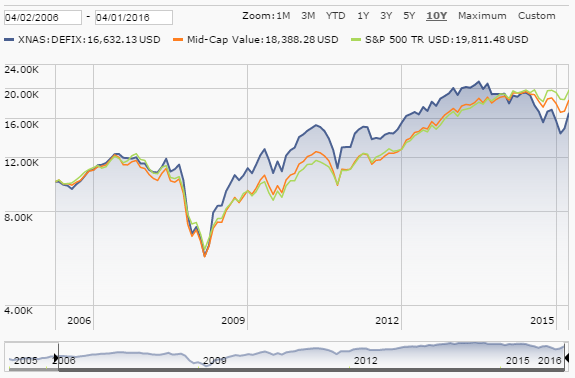 04/02/2006 - 04/01/2016 Zoom: 1M 3M YTD 1Y 3Y 5Y 10Y Maximum Custom
XNAS:DEFIX:16,632.13 USD Mid-Cap Value:18,388.28 USD S&P 500 TR USD:19,811.48 USD
24.00K
20.00K
16.00K
12.00K
8.00K
4.00K
2006 2009 2012 2015
2005 2006 2009 2012 2015 2016